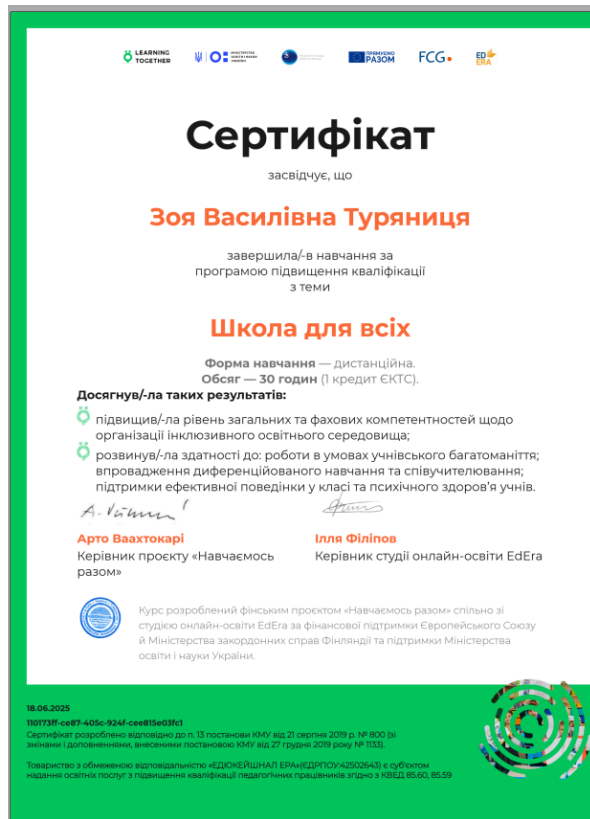 LEARNING
TOGETHER
МІНІСТЕРСТВО
ОСВІТИ І НАУКИ
УКРАЇНИ
ПРЯМУЄМО
РАЗОМ
FCG
ED
ERA
Сертифікат
засвідчує, що
Зоя Василівна Туряниця
завершила/-в навчання за
програмою підвищення кваліфікації
з теми
Школа для всіх
Форма навчання — дистанційна.
Обсяг — 30 годин (1 кредит ЄКТС).
Досягнув/-ла таких результатів:
підвищив/-ла рівень загальних та фахових компетентностей щодо
організації інклюзивного освітнього середовища;
розвинув/-ла здатності до: роботи в умовах учнівського багатоманіття;
впровадження диференційованого навчання та співучителювання;
підтримки ефективної поведінки у класі та психічного здоров’я учнів.
Арто Ваахтокарі
Керівник проєкту «Навчаємось
разом»
Ілля Філіпов
Керівник студії онлайн-освіти EdEra
Курс розроблений фінським проєктом «Навчаємось разом» спільно зі
студією онлайн-освіти EdEra за фінансової підтримки Європейського Союзу
й Міністерства закордонних справ Фінляндії та підтримки Міністерства
освіти і науки України.
18.06.2025
110173ff-ce87-405c-924f-cee815e03fc1
Сертифікат розроблено відповідно до п. 13 постанови КМУ від 21 серпня 2019 р. № 800 (зі
змінами і доповненнями, внесеними постановою КМУ від 27 грудня 2019 року № 1133).
Товариство з обмеженою відповідальністю «ЕДЮКЕЙШНАЛ ЕРА»(ЄДРПОУ:42502643) є суб'єктом
надання освітніх послуг з підвищення кваліфікації педагогічних працівників згідно з КВЕД 85.60, 85.59